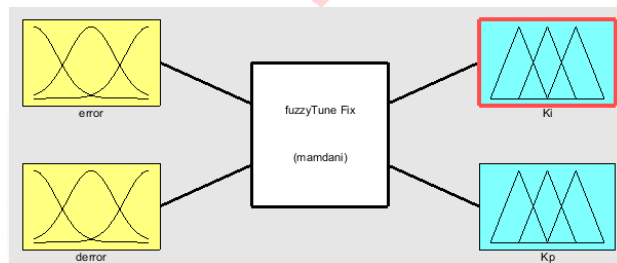 fuzzyTune Fix
(mamdani)
error
Ki
derror
Kp